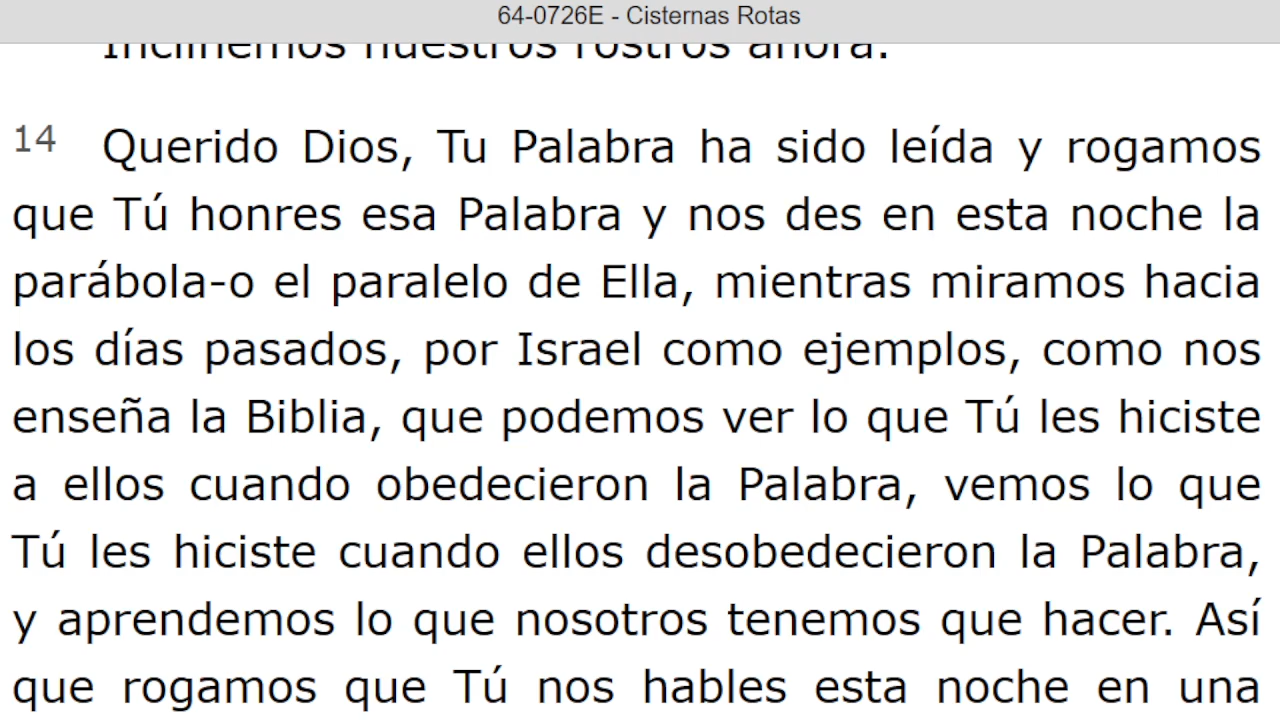 64-0726E - Cisternas Rotas
Inclinemos nuestros rostros ahora.
14 Querido Dios, Tu Palabra ha sido leída y rogamos
que Tú honres esa Palabra y nos des en esta noche la
parábola-o el paralelo de Ella, mientras miramos hacia
los días pasados, por Israel como ejemplos, como nos
enseña la Biblia, que podemos ver lo que Tú les hiciste
a ellos cuando obedecieron la Palabra, vemos lo que
Tú les hiciste cuando ellos desobedecieron la Palabra,
y aprendemos lo que nosotros tenemos que hacer. Así
que rogamos que Tú nos hables esta noche en una